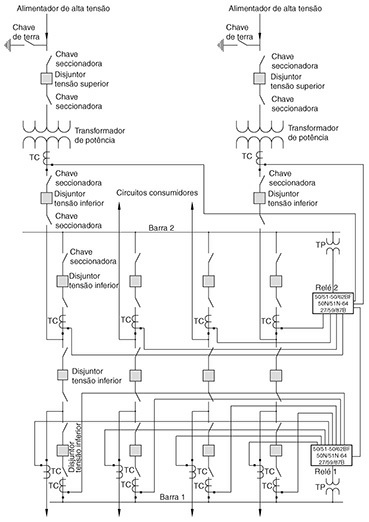 Alimentador de alta tensão
Alimentador de alta tensão
Chave
de terra
Chave
de terra
Chave
seccionadora
Chave
seccionadora
Disjuntor
tensão superior
Disjuntor
tensão superior
Chave
seccionadora
Chave
seccionadora
Transformador
de potência
Transformador
de potência
TC
TC
Chave
seccionadora
Chave
seccionadora
Disjuntor
tensão inferior
Circuitos consumidores
Disjuntor
tensão inferior
Chave
seccionadora
Chave
seccionadora
Barra 2
TP
Chave
seccionadora
Disjuntor
tensão inferior
Relé 2
50/51-50/62BF
50N/51N-64
27/59/87B
TC
TC
TC
TC
Disjuntor
tensão inferior
Disjuntor
tensão inferior
50/51-50/62BF
50N/51N-64
27/59/87B
Relé 1
TC
TC
TC
TC
TC
TC
TC
TC
TP
Barra 1